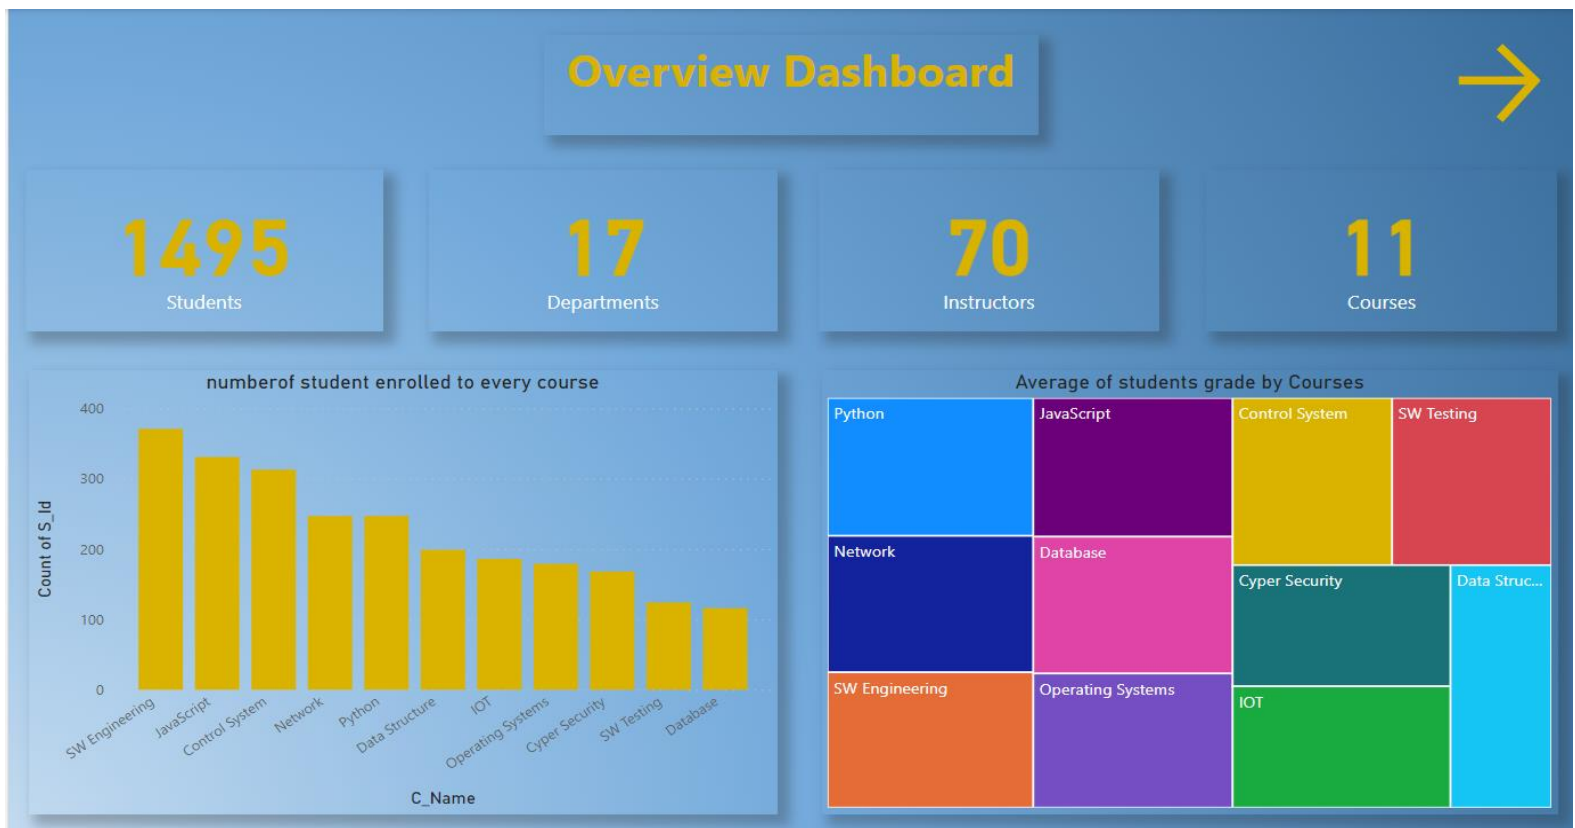 Overview Dashboard
1495
Students
17
Departments
70
Instructors
11
Courses
numberof student enrolled to every course
400
300
200
100
0
Count of S_Id
SW Engineering
JavaScript
Control System
Network
Python
Data Structure
IOT
Operating Systems
Cyper Security
SW Testing
Database
C_Name
Average of students grade by Courses
Python
JavaScript
Control System
SW Testing
Network
Database
Cyper Security
Data Struc...
SW Engineering
Operating Systems
IOT